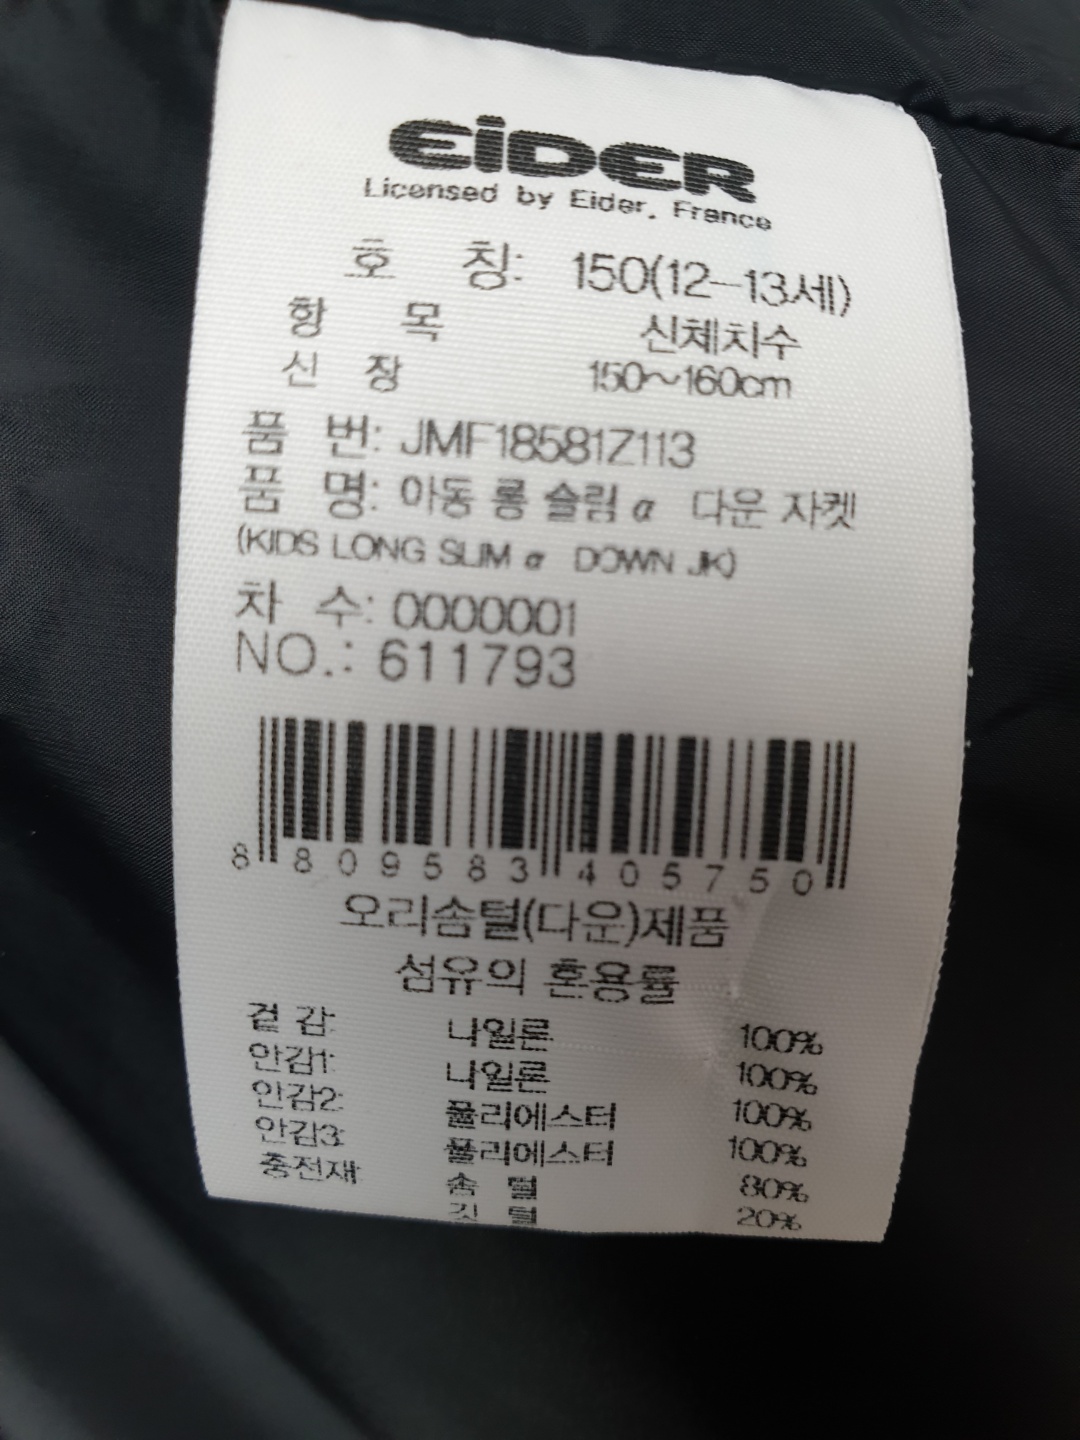 EiDER
Licensed by Eider, France
호 칭: 150(12-13세)
항 목 신체치수
신 장 150~160cm
품 번: JMF18581Z113
품 명: 아동 롱 슬림 α 다운 자켓
(KIDS LONG SLIM α DOWN JK)
차 수: 0000001
NO.: 611793
8 809583 405750
오리솜털(다운)제품
섬유의 혼용률
겉 감: 나일론 100%
안감1: 나일론 100%
안감2: 폴리에스터 100%
안감3: 폴리에스터 100%
충전재: 솜 털 80%
깃 털 20%